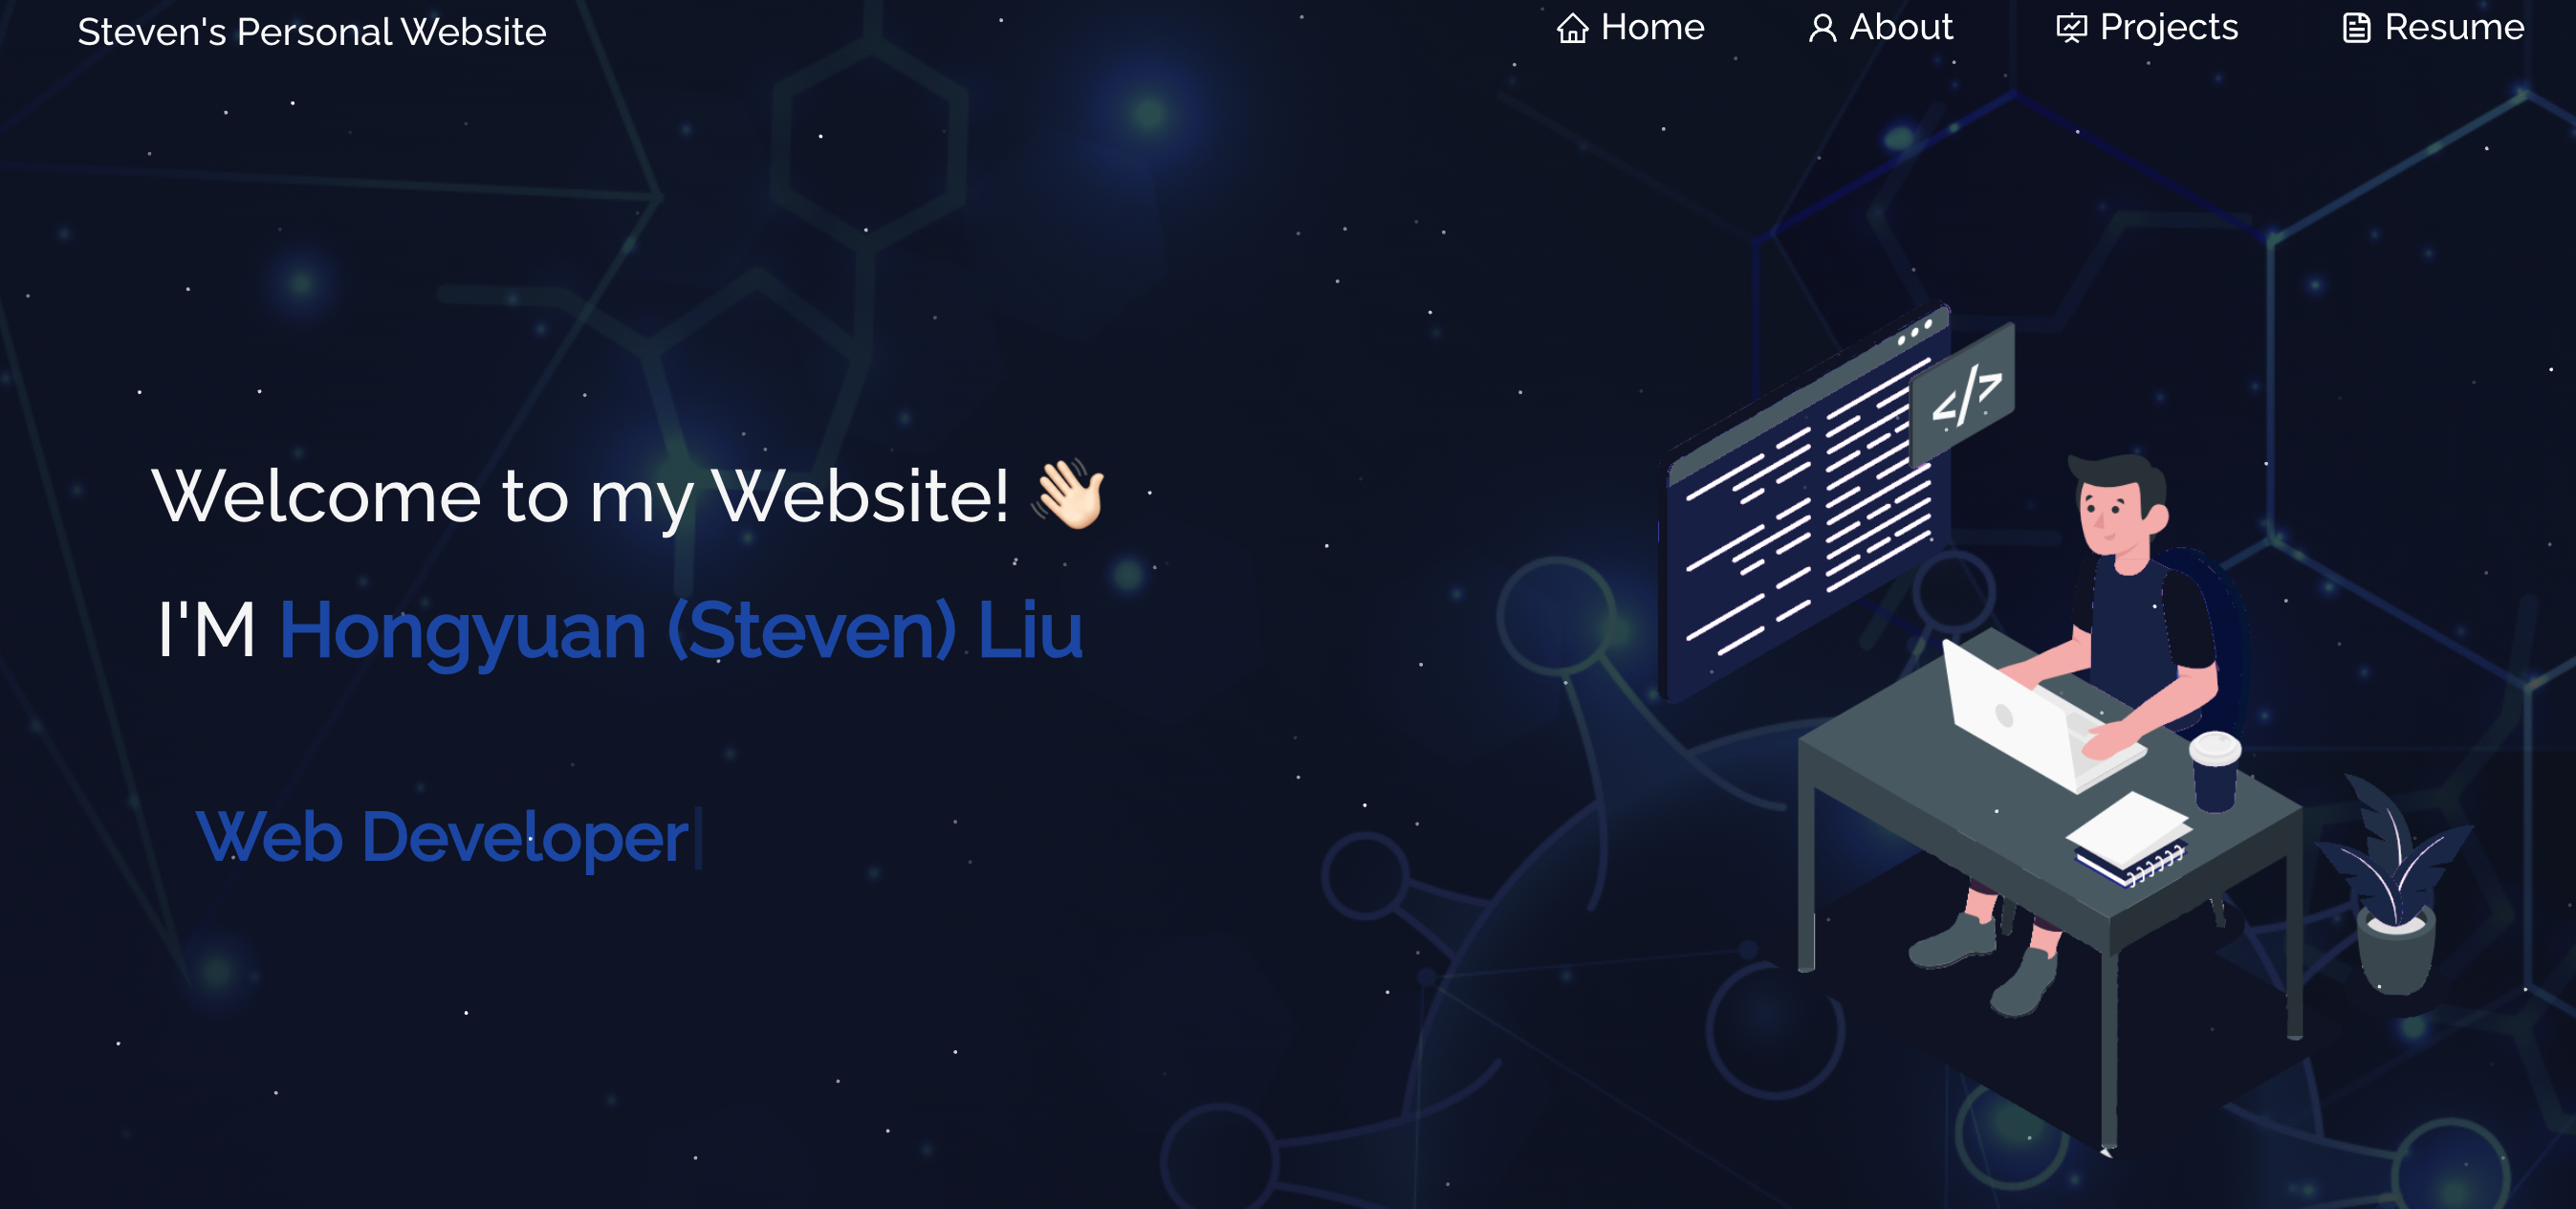 Steven's Personal Website
Home About Projects Resume
</>
Welcome to my Website! 👋🏻
I'M Hongyuan (Steven) Liu
Web Developer